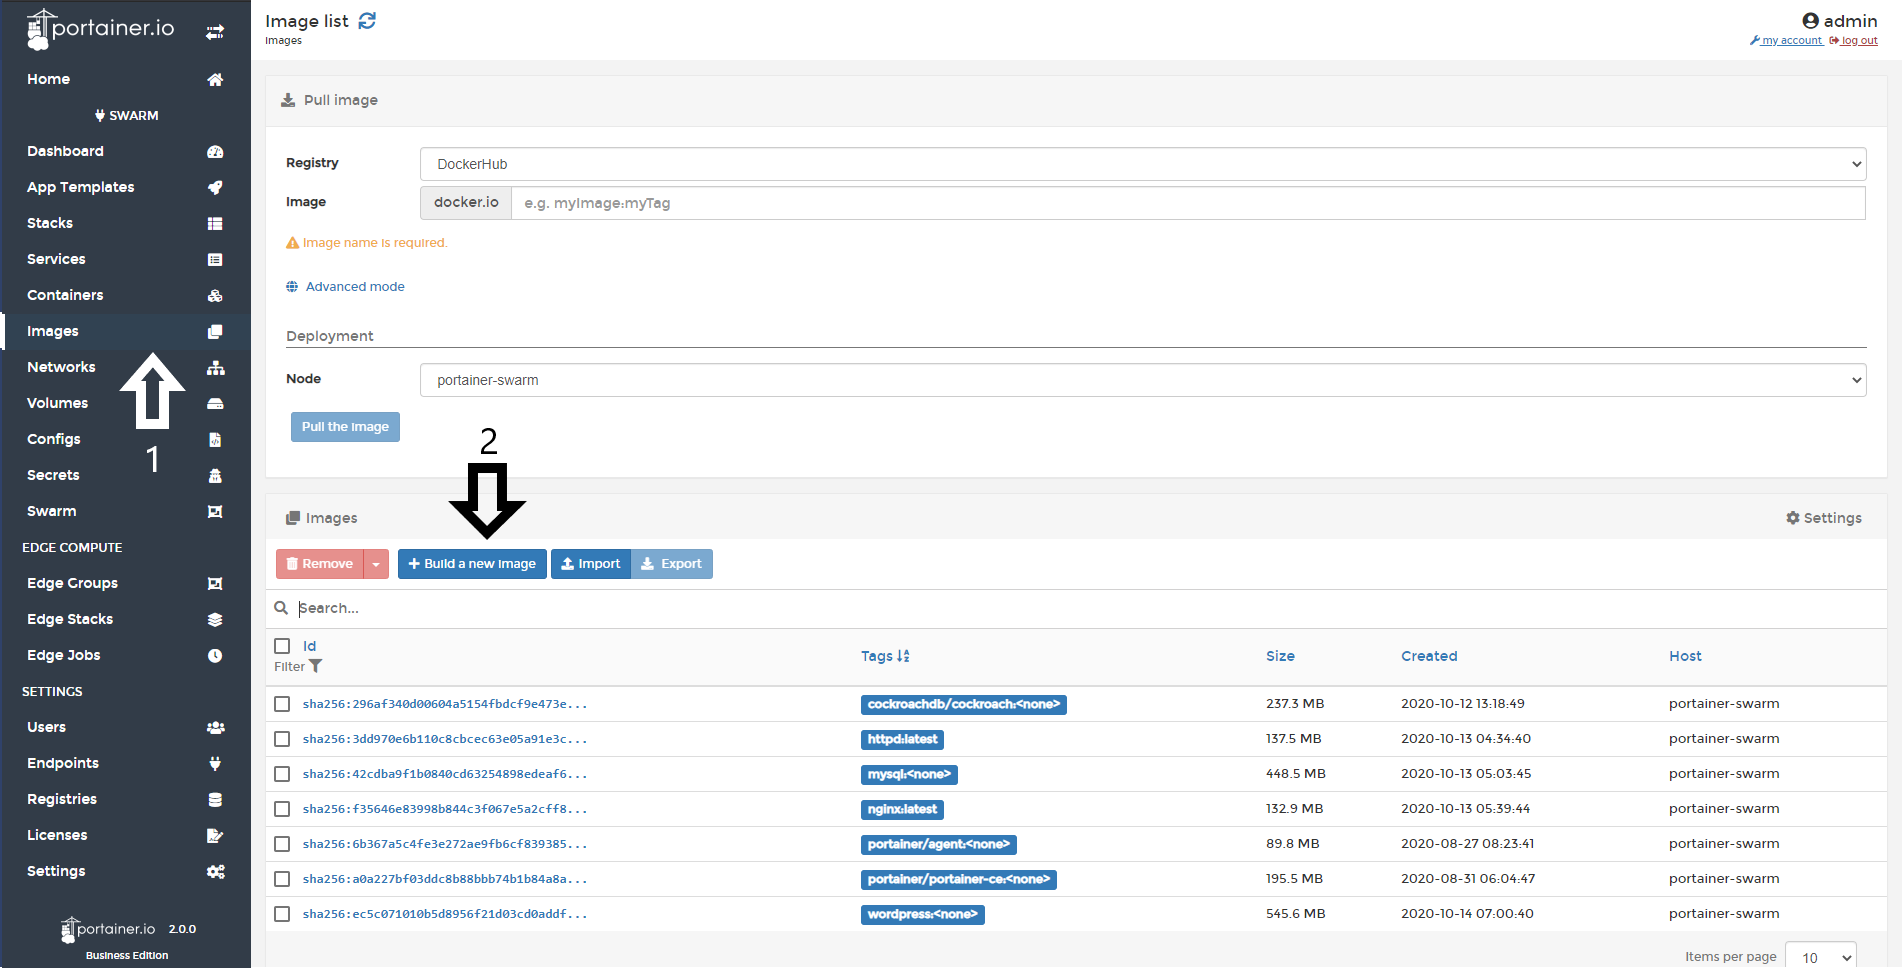 portainer.io
Home
SWARM
Dashboard
App Templates
Stacks
Services
Containers
Images
Networks
Volumes
Configs
1
Secrets
Swarm
EDGE COMPUTE
Edge Groups
Edge Stacks
Edge Jobs
SETTINGS
Users
Endpoints
Registries
Licenses
Settings
portainer.io 2.0.0
Business Edition
Image list
Images
admin
my account log out
Pull image
Registry DockerHub
Image docker.io e.g. myImage:myTag
Image name is required.
Advanced mode
Deployment
Node portainer-swarm
Pull the image
2
Images Settings
Remove Build a new image Import Export
Search...
Id Tags Size Created Host
Filter
sha256:296af340d00604a5154fbdcf9e473e... cockroachdb/cockroach:<none> 237.3 MB 2020-10-12 13:18:49 portainer-swarm
sha256:3dd970e6b110c8cbcec63e05a91e3c... httpd:latest 137.5 MB 2020-10-13 04:34:40 portainer-swarm
sha256:42cdba9f1b0840cd63254898edeaf6... mysql:<none> 448.5 MB 2020-10-13 05:03:45 portainer-swarm
sha256:f35646e83998b844c3f067e5a2cff8... nginx:latest 132.9 MB 2020-10-13 05:39:44 portainer-swarm
sha256:6b367a5c4fe3e272ae9fb6cf839385... portainer/agent:<none> 89.8 MB 2020-08-27 08:23:41 portainer-swarm
sha256:a0a227bf03ddc8b88bbb74b1b84a8a... portainer/portainer-ce:<none> 195.5 MB 2020-08-31 06:04:47 portainer-swarm
sha256:ec5c071010b5d8956f21d03cd0addf... wordpress:<none> 545.6 MB 2020-10-14 07:00:40 portainer-swarm
Items per page 10